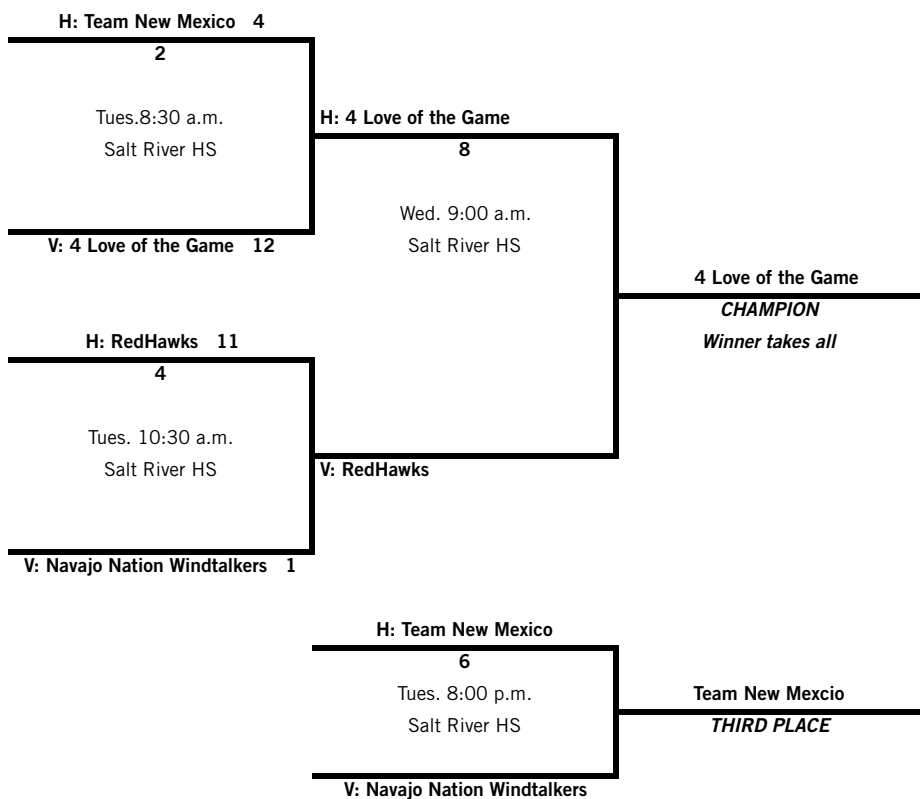 H: Team New Mexico 4
2
Tues.8:30 a.m.
Salt River HS
V: 4 Love of the Game 12
H: 4 Love of the Game
8
Wed. 9:00 a.m.
Salt River HS
4 Love of the Game
CHAMPION
Winner takes all
H: RedHawks 11
4
Tues. 10:30 a.m.
Salt River HS
V: RedHawks
V: Navajo Nation Windtalkers 1
H: Team New Mexico
6
Tues. 8:00 p.m.
Salt River HS
Team New Mexcio
THIRD PLACE
V: Navajo Nation Windtalkers